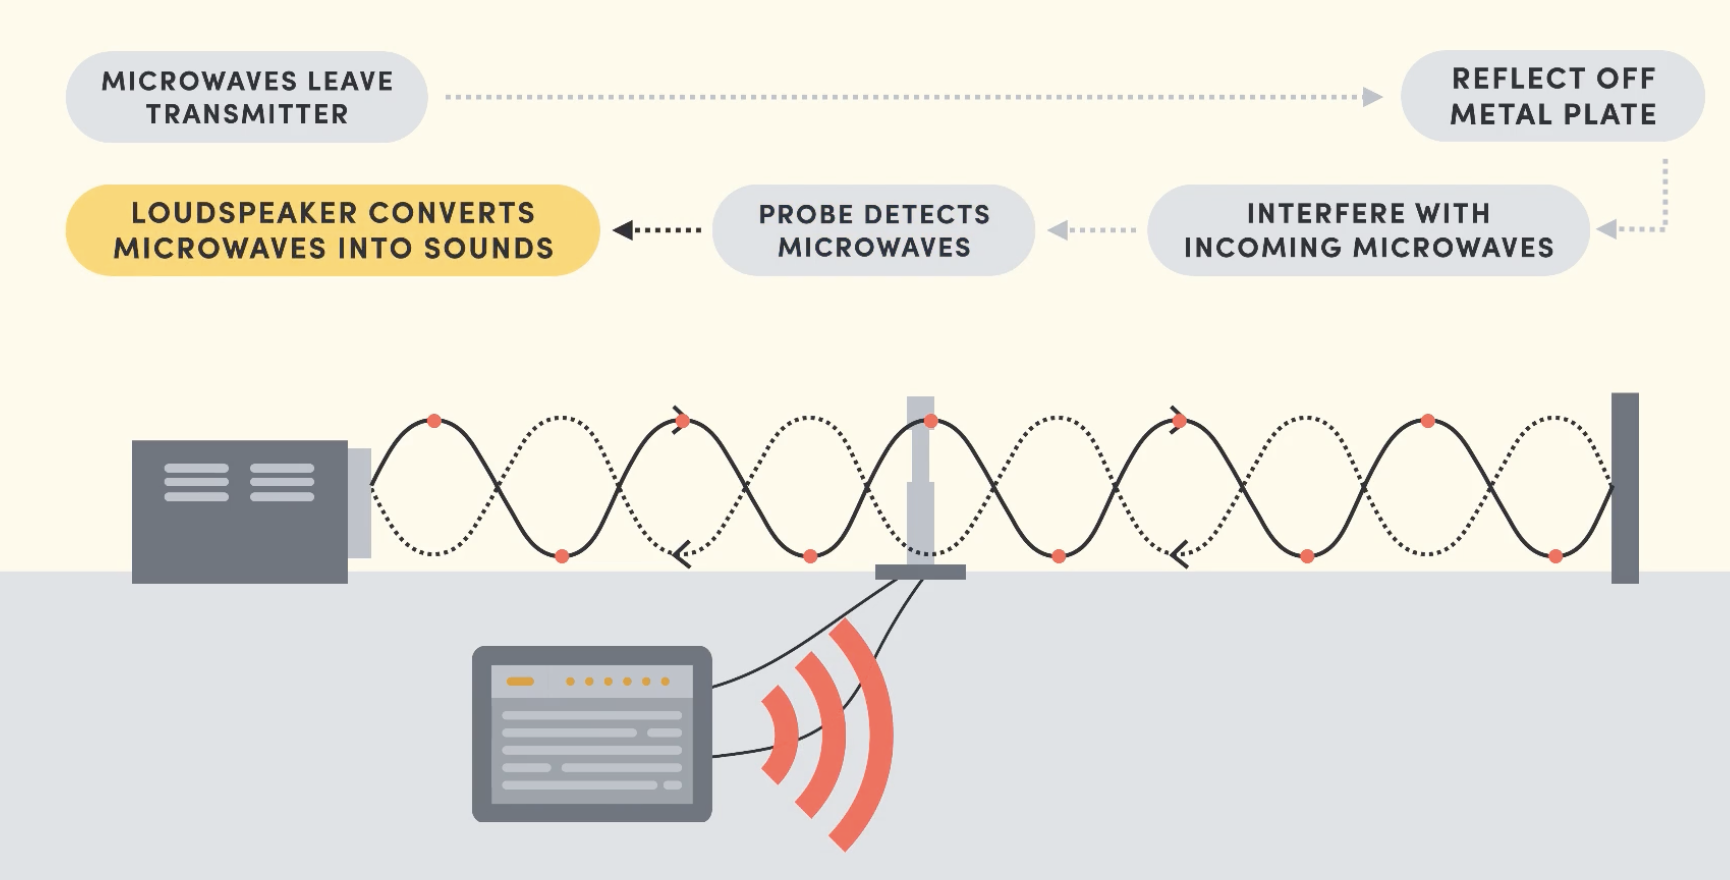 MICROWAVES LEAVE
TRANSMITTER
REFLECT OFF
METAL PLATE
INTERFERE WITH
INCOMING MICROWAVES
PROBE DETECTS
MICROWAVES
LOUDSPEAKER CONVERTS
MICROWAVES INTO SOUNDS